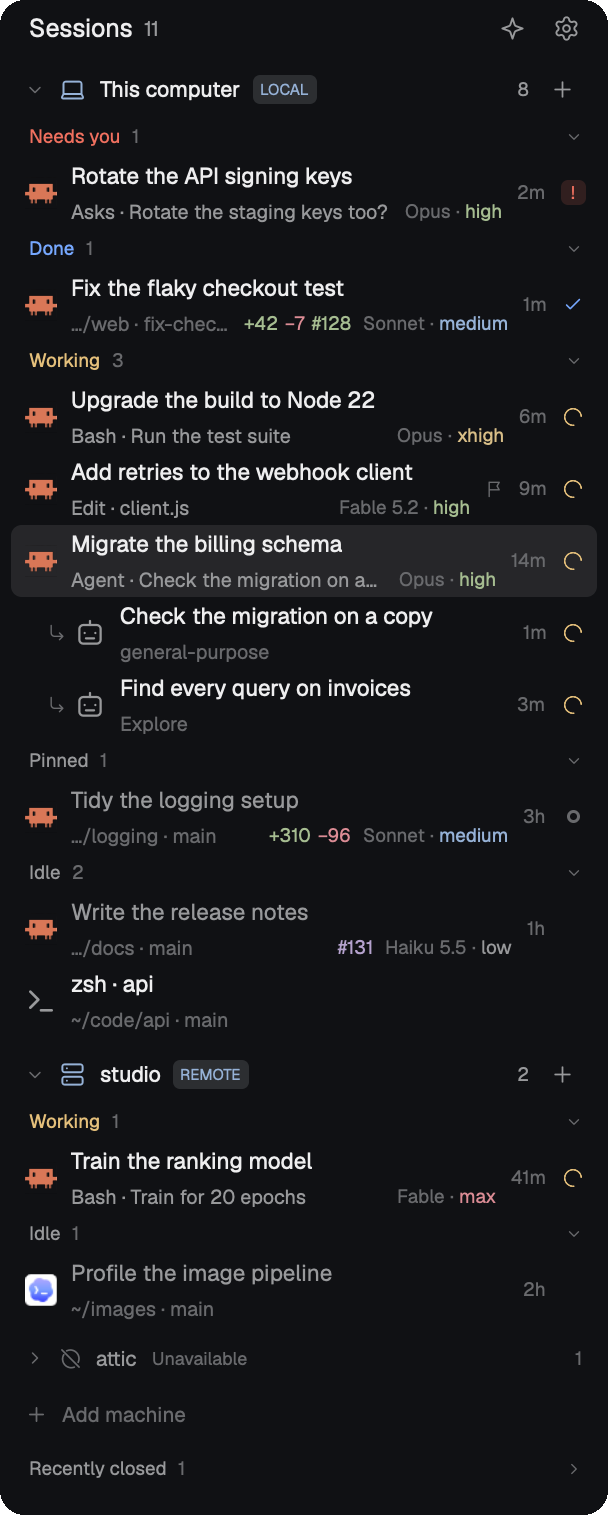 Sessions 11
This computer LOCAL 8
Needs you 1
Rotate the API signing keys 2m !
Asks · Rotate the staging keys too? Opus · high
Done 1
Fix the flaky checkout test 1m
.../web · fix-chec... +42 −7 #128 Sonnet · medium
Working 3
Upgrade the build to Node 22 6m
Bash · Run the test suite Opus · xhigh
Add retries to the webhook client 9m
Edit · client.js Fable 5.2 · high
Migrate the billing schema 14m
Agent · Check the migration on a... Opus · high
Check the migration on a copy 1m
general-purpose
Find every query on invoices 3m
Explore
Pinned 1
Tidy the logging setup 3h
.../logging · main +310 −96 Sonnet · medium
Idle 2
Write the release notes 1h
.../docs · main #131 Haiku 5.5 · low
zsh · api
~/code/api · main
studio REMOTE 2
Working 1
Train the ranking model 41m
Bash · Train for 20 epochs Fable · max
Idle 1
Profile the image pipeline 2h
~/images · main
attic Unavailable 1
Add machine
Recently closed 1